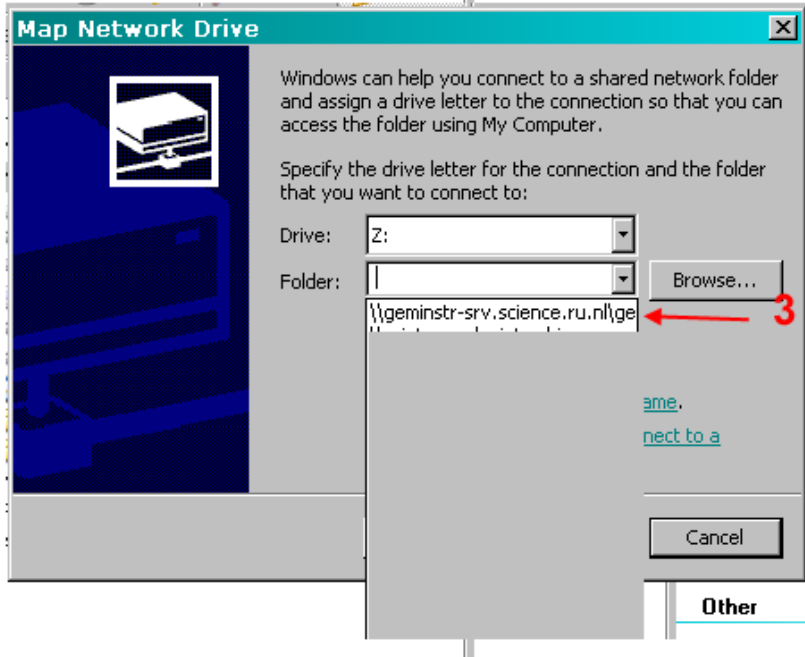 Map Network Drive
Windows can help you connect to a shared network folder
and assign a drive letter to the connection so that you can
access the folder using My Computer.
Specify the drive letter for the connection and the folder
that you want to connect to:
Drive: Z:
Folder: Browse...
\\geminstr-srv.science.ru.nl\ge
3
ame.
nect to a
Cancel
Other